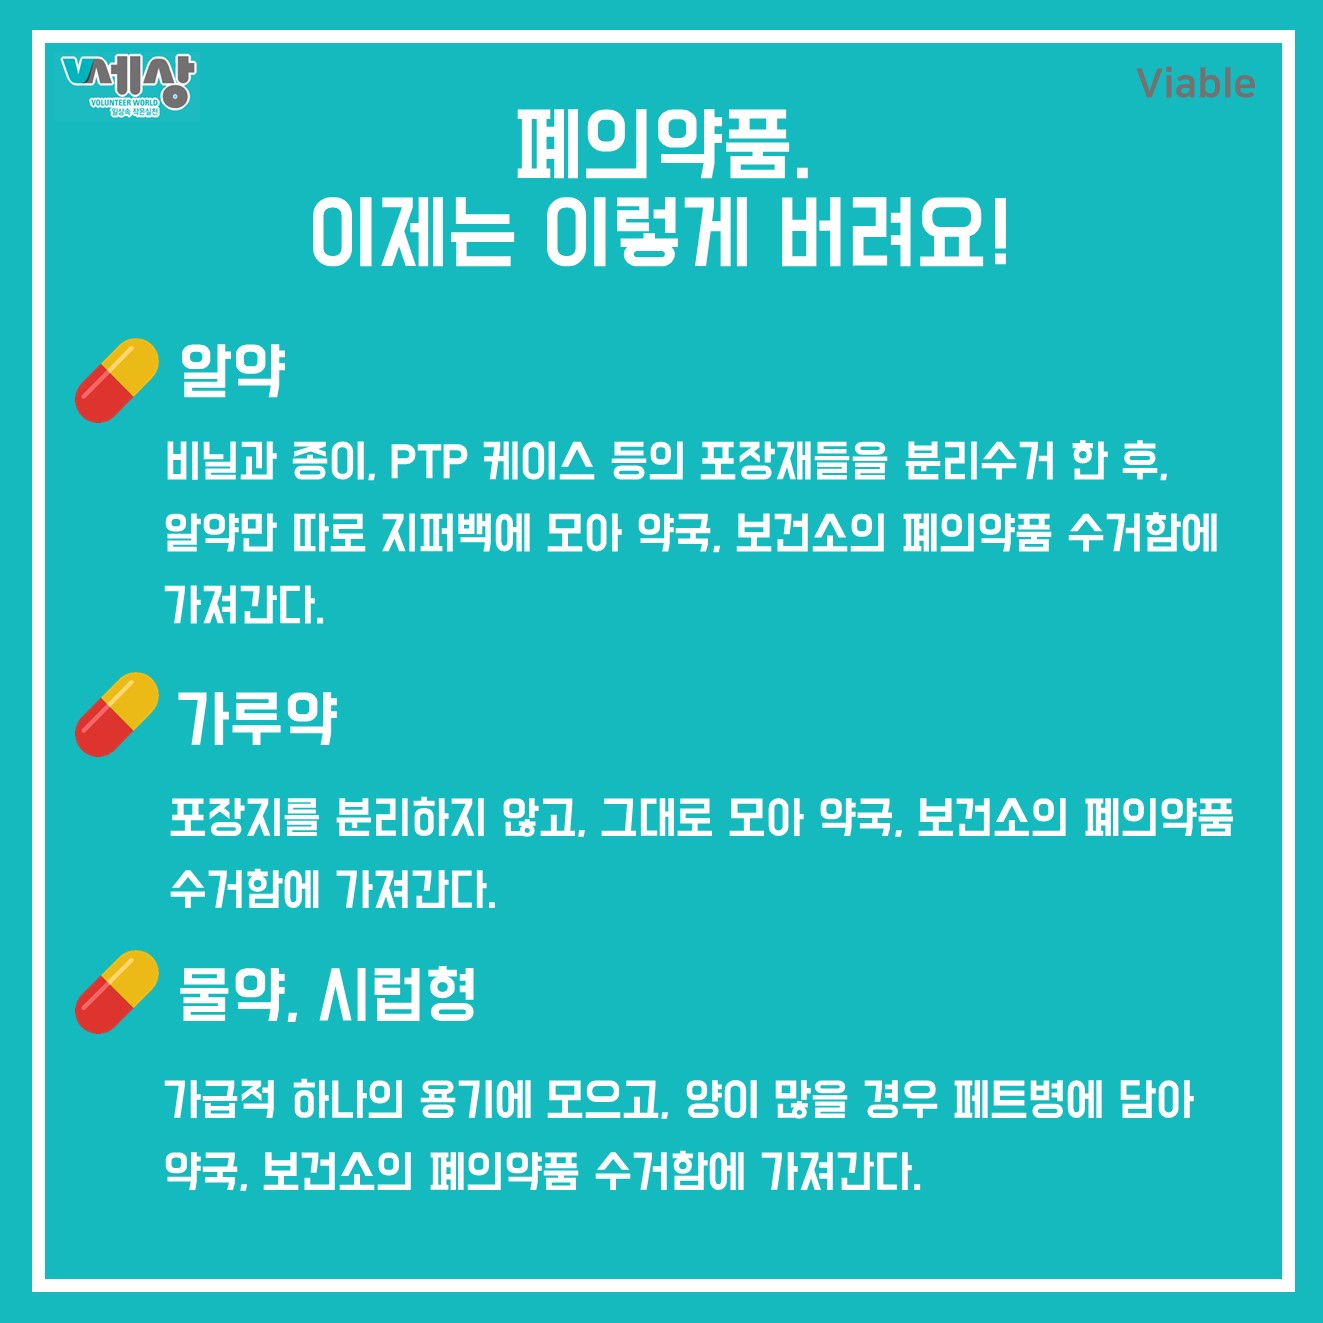 V세상
VOLUNTEER WORLD
일상속 작은실천
Viable
폐의약품.
이제는 이렇게 버려요!
알약
비닐과 종이, PTP 케이스 등의 포장재들을 분리수거 한 후,
알약만 따로 지퍼백에 모아 약국, 보건소의 폐의약품 수거함에
가져간다.
가루약
포장지를 분리하지 않고, 그대로 모아 약국, 보건소의 폐의약품
수거함에 가져간다.
물약, 시럽형
가급적 하나의 용기에 모으고, 양이 많을 경우 페트병에 담아
약국, 보건소의 폐의약품 수거함에 가져간다.